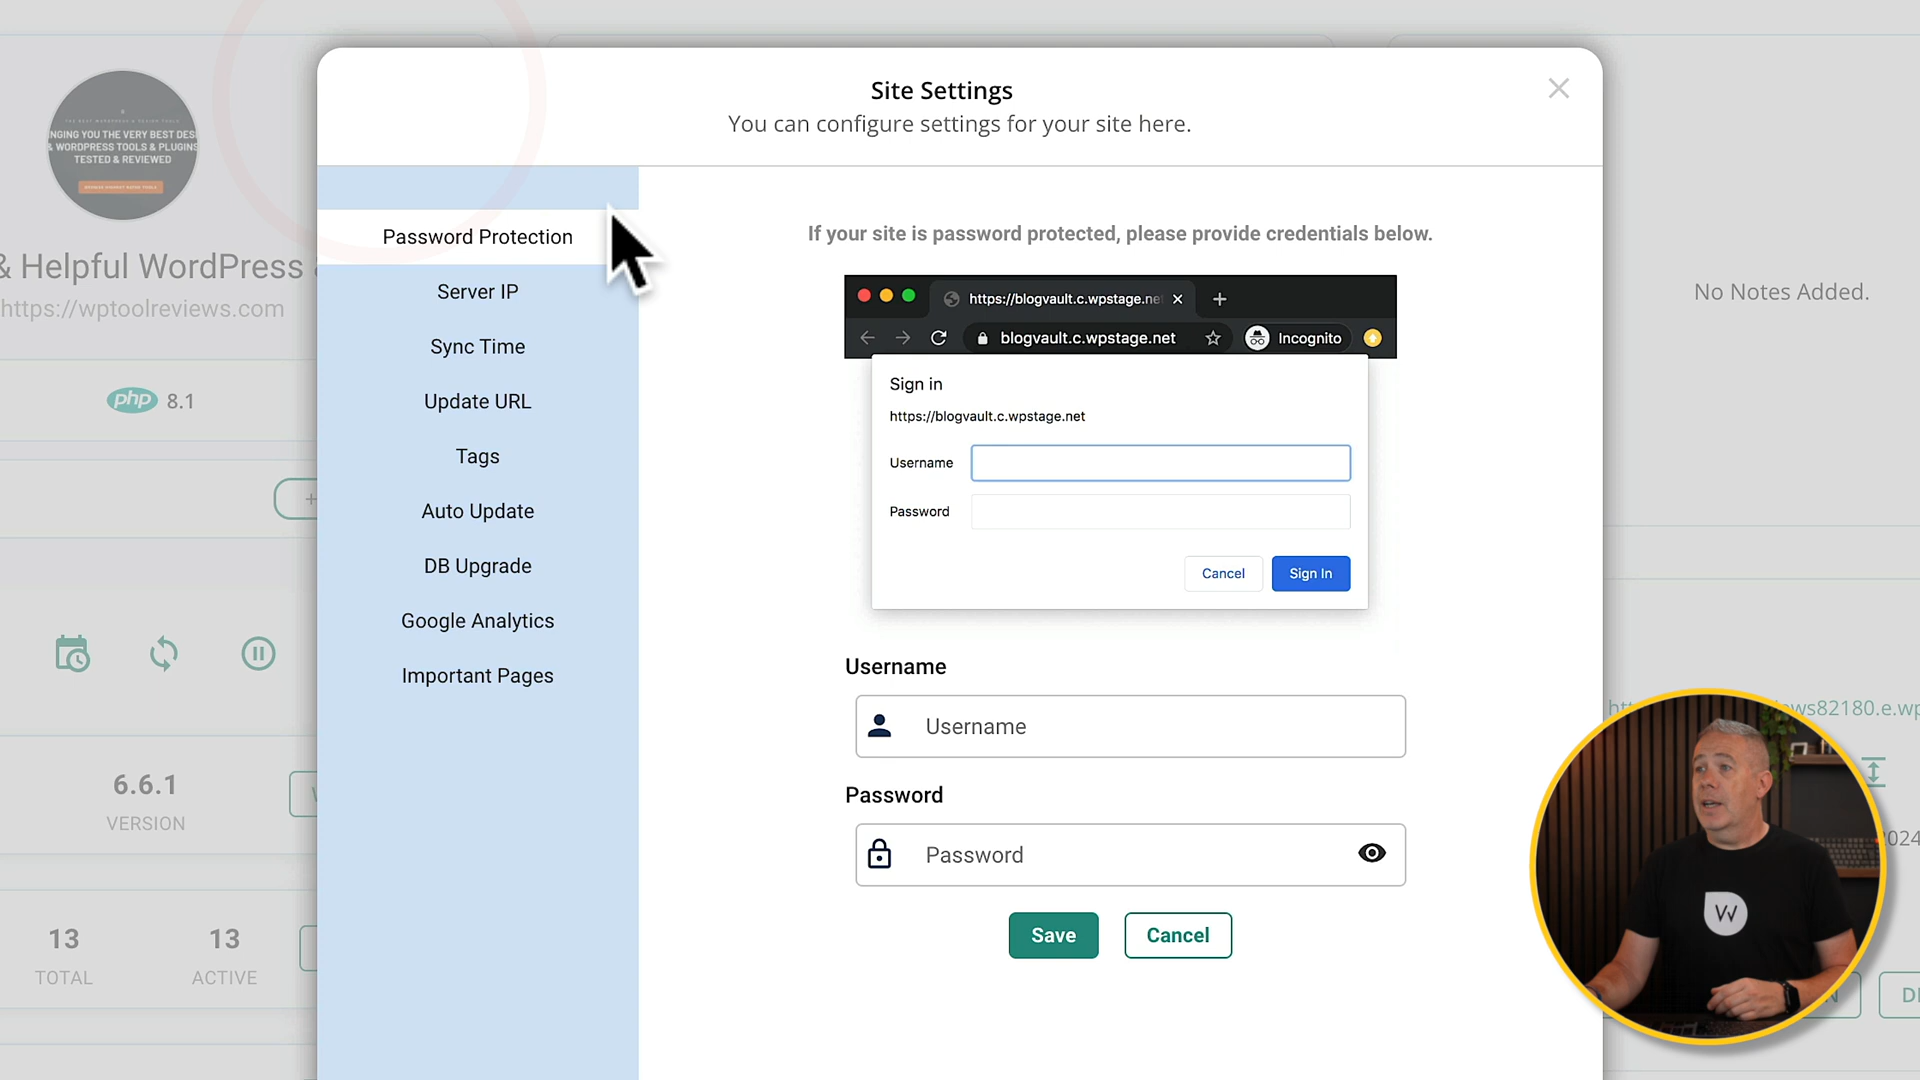 Site Settings
You can configure settings for your site here.
NGING YOU THE VERY BEST DES
& WORDPRESS TOOLS & PLUGINS
TESTED & REVIEWED
& Helpful WordPress
https://wptoolreviews.com
php 8.1
6.6.1
VERSION
13
TOTAL
13
ACTIVE
Password Protection
Server IP
Sync Time
Update URL
Tags
Auto Update
DB Upgrade
Google Analytics
Important Pages
If your site is password protected, please provide credentials below.
https://blogvault.c.wpstage.ne
blogvault.c.wpstage.net
Incognito
Sign in
https://blogvault.c.wpstage.net
Username
Password
Cancel
Sign In
Username
Username
Password
Password
Save
Cancel
No Notes Added.
ws82180.e.wp
2024
W